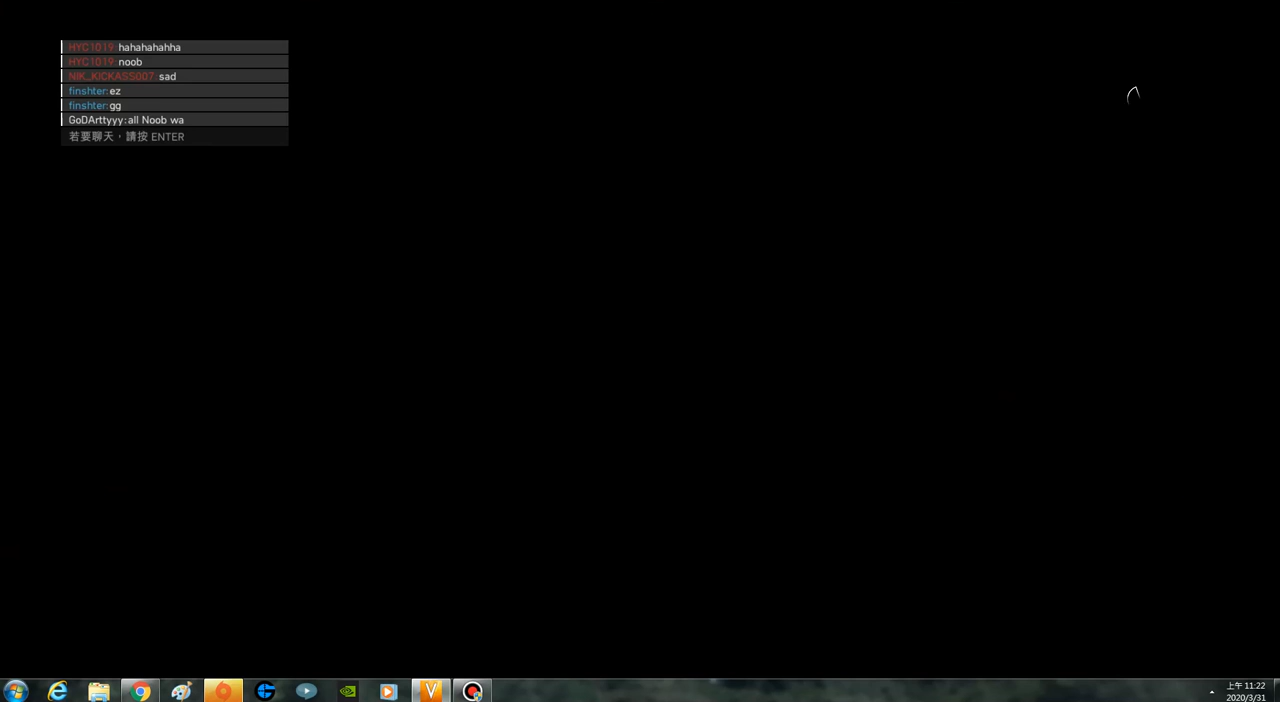 HYC1019: hahahahahha
HYC1019: noob
NIK_KICKASS007: sad
finshter: ez
finshter: gg
GoDArttyyy: all Noob wa
若要聊天，請按 ENTER
上午 11:22
2020/3/31